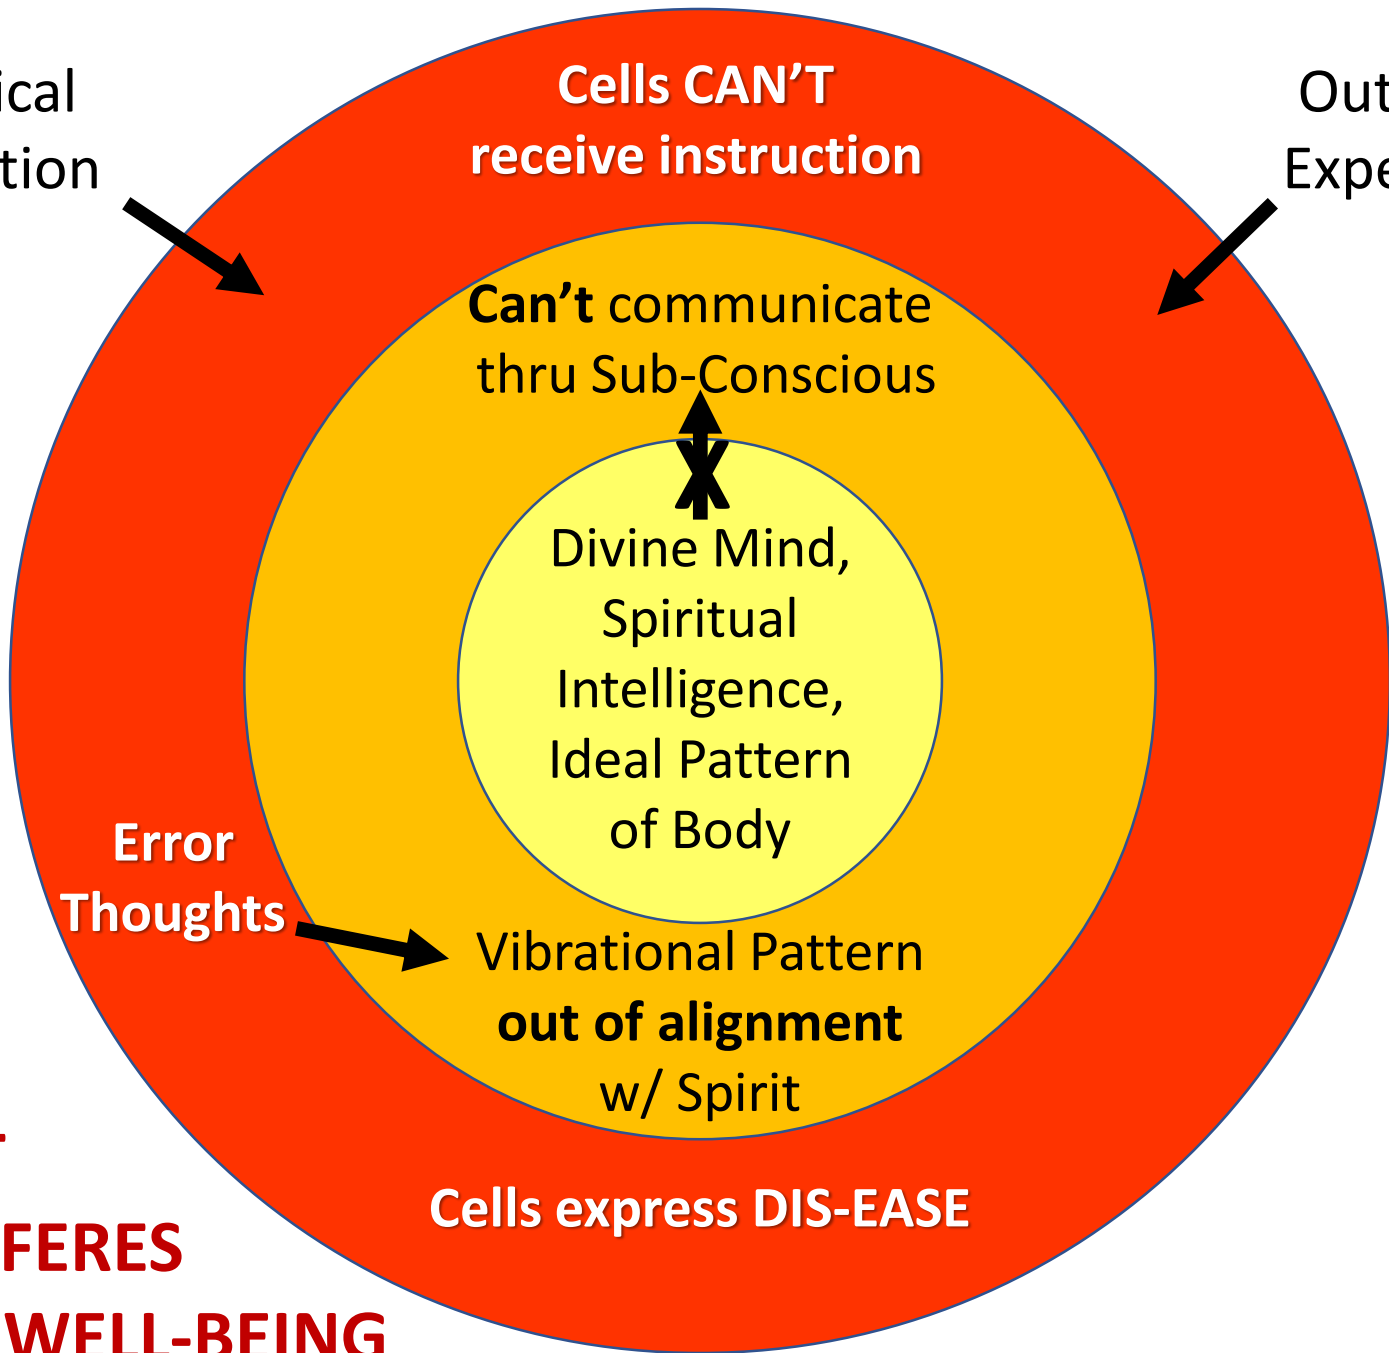 ical
tion
Out
Expe
Cells CAN'T
receive instruction
Can't communicate
thru Sub-Conscious
X
Divine Mind,
Spiritual
Intelligence,
Ideal Pattern
of Body
Error
Thoughts
Vibrational Pattern
out of alignment
w/ Spirit
Cells express DIS-EASE
FERES
WELL-BEING